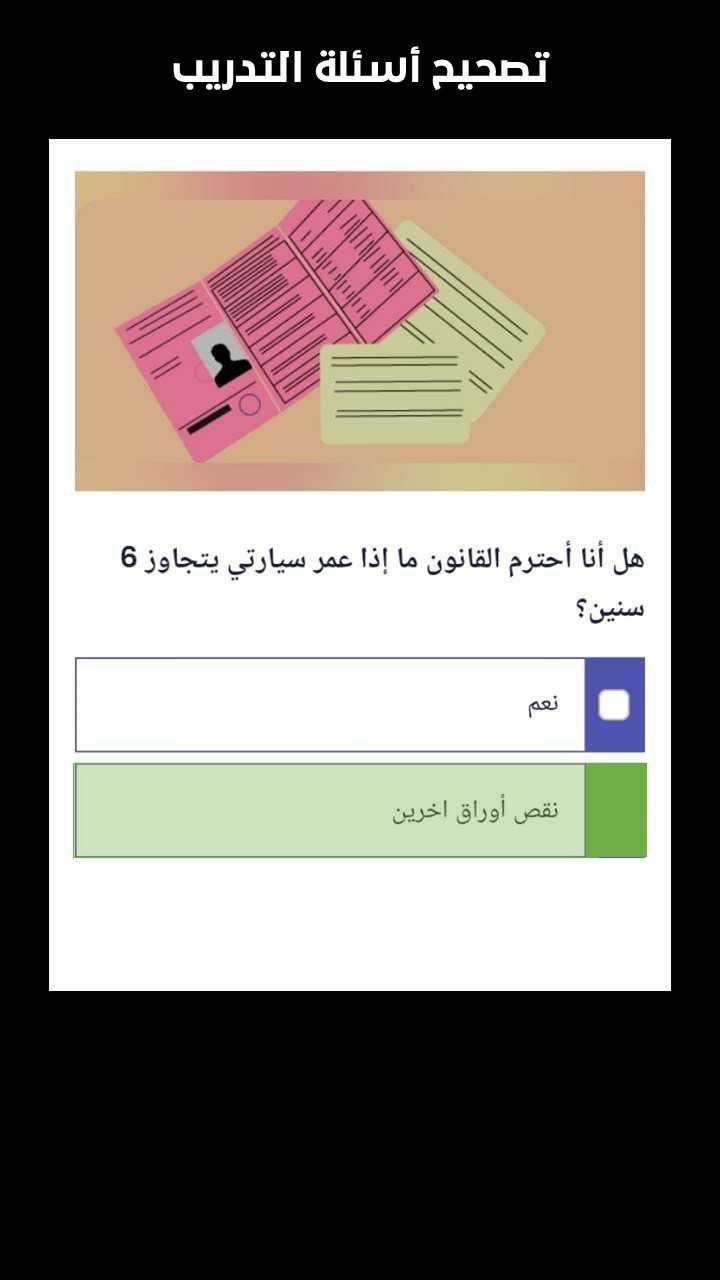 تصحيح أسئلة التدريب
هل أنا أحترم القانون ما إذا عمر سيارتي يتجاوز 6
سنين؟
نعم
نقص أوراق اخرين